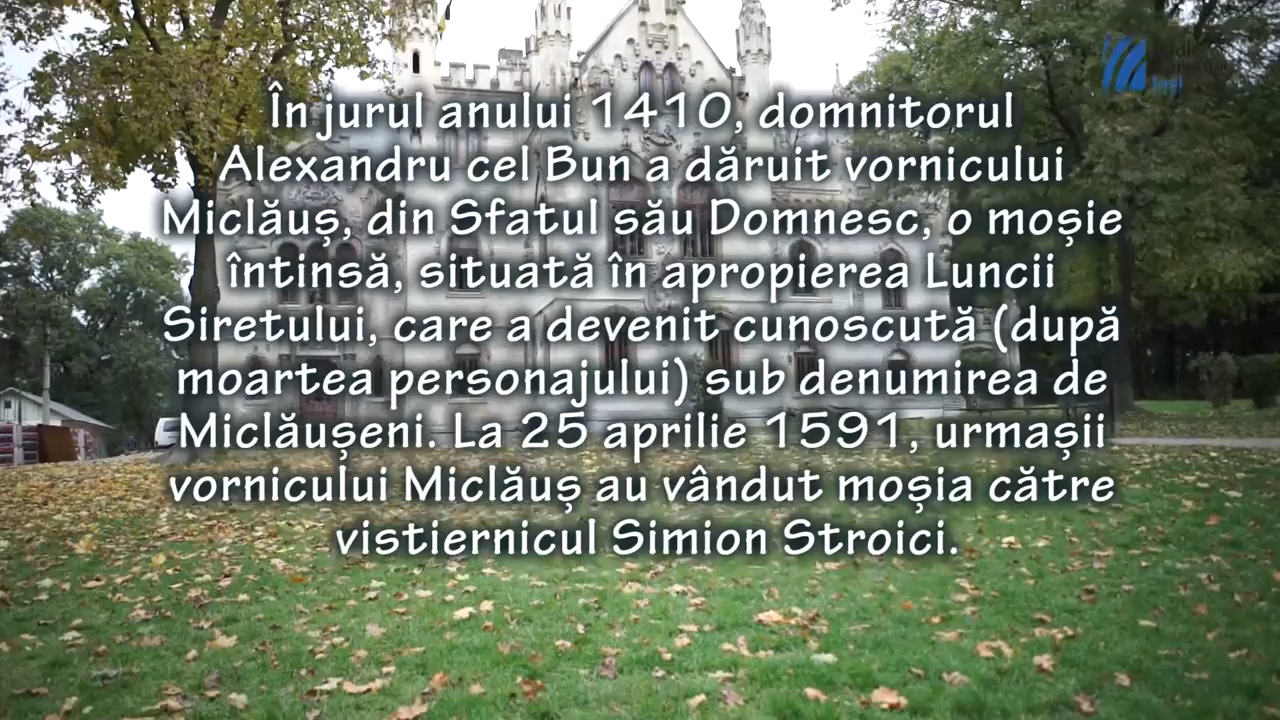 În jurul anului 1410, domnitorul
Alexandru cel Bun a dăruit vornicului
Miclăuș, din Sfatul său Domnesc, o moșie
întinsă, situată în apropierea Luncii
Siretului, care a devenit cunoscută (după
moartea personajului) sub denumirea de
Miclăușeni. La 25 aprilie 1591, urmașii
vornicului Miclăuș au vândut moșia către
vistiernicul Simion Stroici.